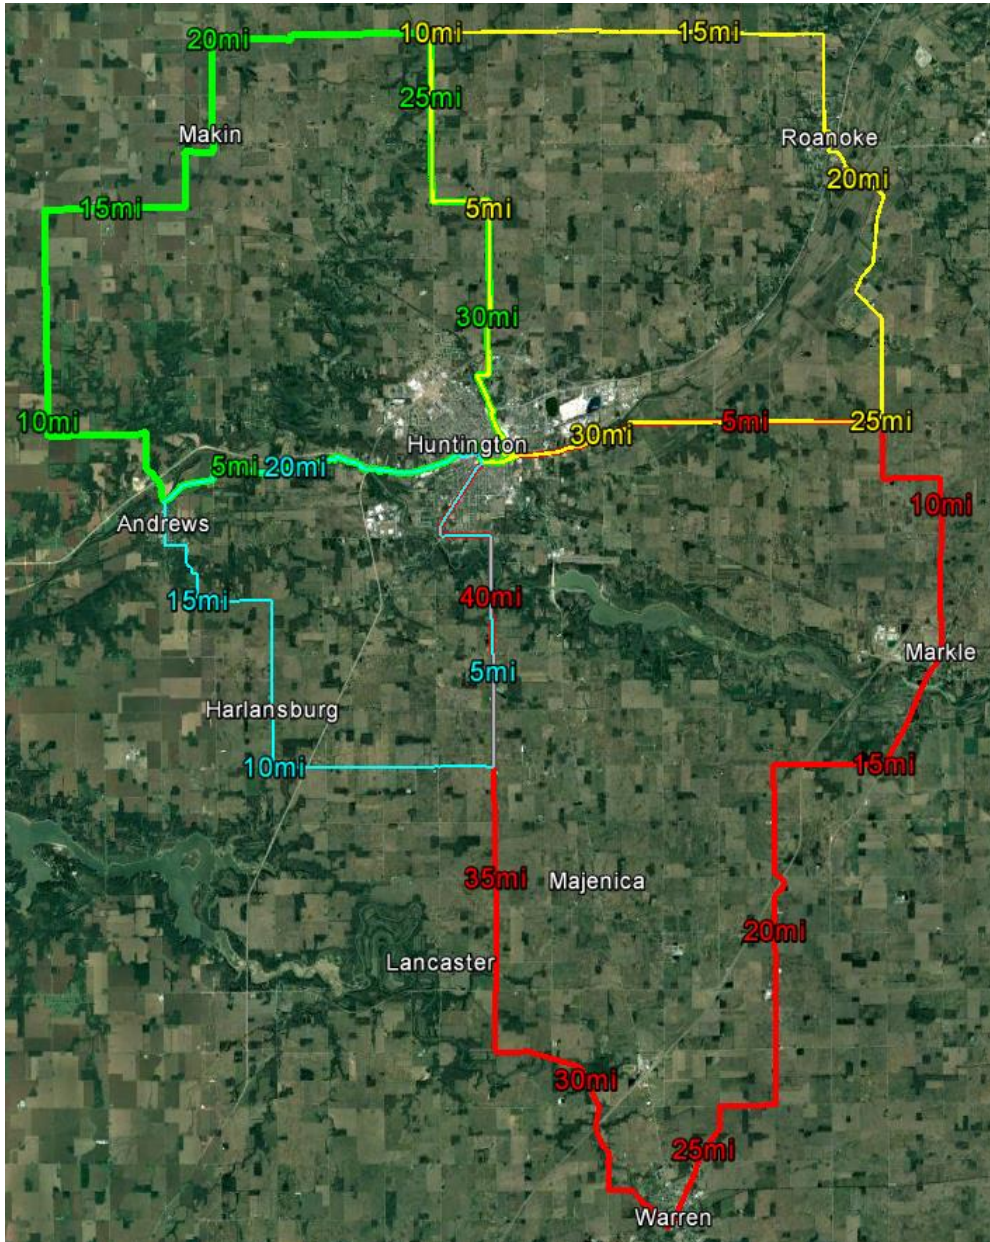 20mi
10mi
15mi
25mi
Makin
Roanoke
20mi
15mi
5mi
30mi
10mi
5mi
25mi
30mi
Huntington
5mi
20mi
10mi
Andrews
15mi
40mi
Markle
5mi
Harlansburg
10mi
15mi
35mi
Majenica
20mi
Lancaster
30mi
25mi
Warren